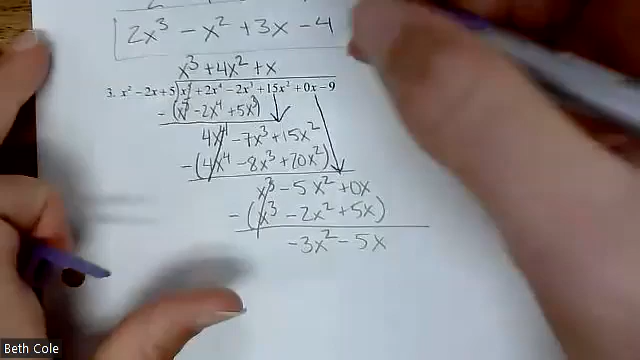 2x³ - x² + 3x - 4
x³ + 4x² + x
3. x² - 2x + 5)x⁵ + 2x⁴ - 2x³ + 15x² + 0x - 9
- (x⁵ - 2x⁴ + 5x³)
4x⁴ - 7x³ + 15x²
- (4x⁴ - 8x³ + 20x²)
x³ - 5x² + 0x
- (x³ - 2x² + 5x)
-3x² - 5x
Beth Cole